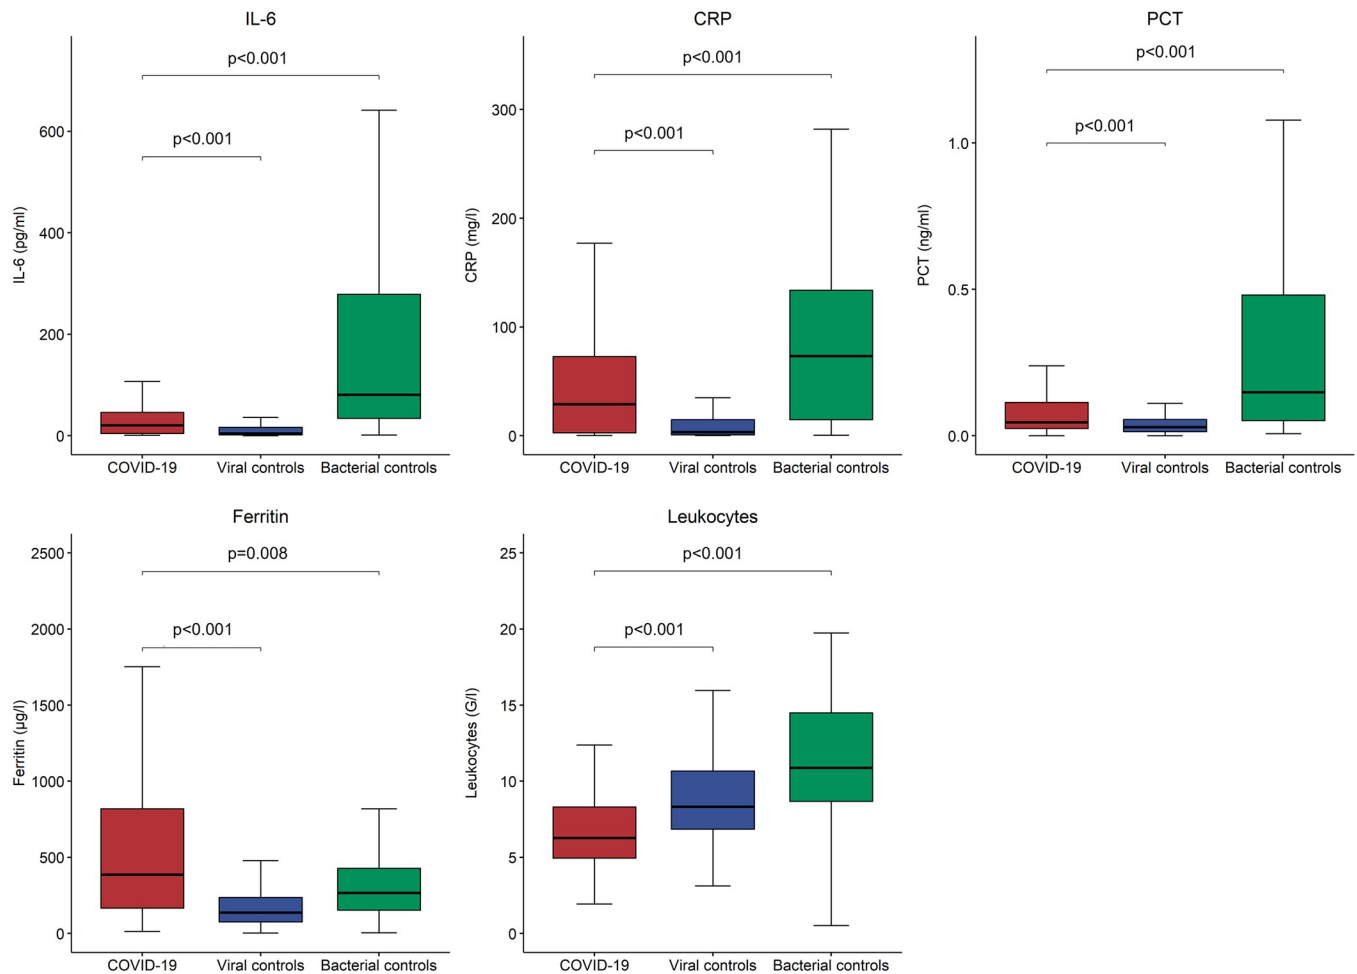 IL-6
p<0.001
p<0.001
600
400
200
0
IL-6 (pg/ml)
COVID-19 Viral controls Bacterial controls
CRP
p<0.001
p<0.001
300
200
100
0
CRP (mg/l)
COVID-19 Viral controls Bacterial controls
PCT
p<0.001
p<0.001
1.0
0.5
0.0
PCT (ng/ml)
COVID-19 Viral controls Bacterial controls
Ferritin
2500
p=0.008
2000
p<0.001
1500
1000
500
0
Ferritin (µg/l)
COVID-19 Viral controls Bacterial controls
Leukocytes
25
p<0.001
20
p<0.001
15
10
5
0
Leukocytes (G/l)
COVID-19 Viral controls Bacterial controls